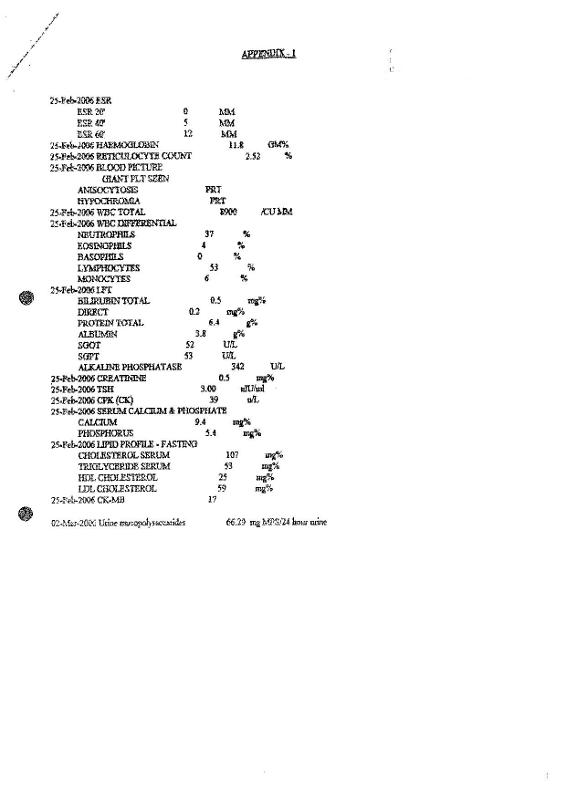 APPENDIX - I
25-Feb-2006 ESR
ESR 20' 0 MM
ESR 40' 5 MM
ESR 60' 12 MM
25-Feb-2006 HAEMOGLOBIN 11.8 GM%
25-Feb-2006 RETICULOCYTE COUNT 2.52 %
25-Feb-2006 BLOOD PICTURE
GIANT PLT SEEN
ANISOCYTOSIS PRT
HYPOCHROMIA PRT
25-Feb-2006 WBC TOTAL 8900 /CU MM
25-Feb-2006 WBC DIFFERENTIAL
NEUTROPHILS 37 %
EOSINOPHILS 4 %
BASOPHILS 0 %
LYMPHOCYTES 53 %
MONOCYTES 6 %
25-Feb-2006 LFT
BILIRUBIN TOTAL 0.5 mg%
DIRECT 0.2 mg%
PROTEIN TOTAL 6.4 g%
ALBUMIN 3.8 g%
SGOT 52 U/L
SGPT 53 U/L
ALKALINE PHOSPHATASE 342 U/L
25-Feb-2006 CREATININE 0.5 mg%
25-Feb-2006 TSH 3.00 uIU/ml
25-Feb-2006 CPK (CK) 39 u/L
25-Feb-2006 SERUM CALCIUM & PHOSPHATE
CALCIUM 9.4 mg%
PHOSPHORUS 5.4 mg%
25-Feb-2006 LIPID PROFILE - FASTING
CHOLESTEROL SERUM 107 mg%
TRIGLYCERIDE SERUM 53 mg%
HDL CHOLESTEROL 25 mg%
LDL CHOLESTEROL 59 mg%
25-Feb-2006 CK-MB 17
02-Mar-2006 Urine mucopolysaccharides 66.29 mg MPS/24 hour urine